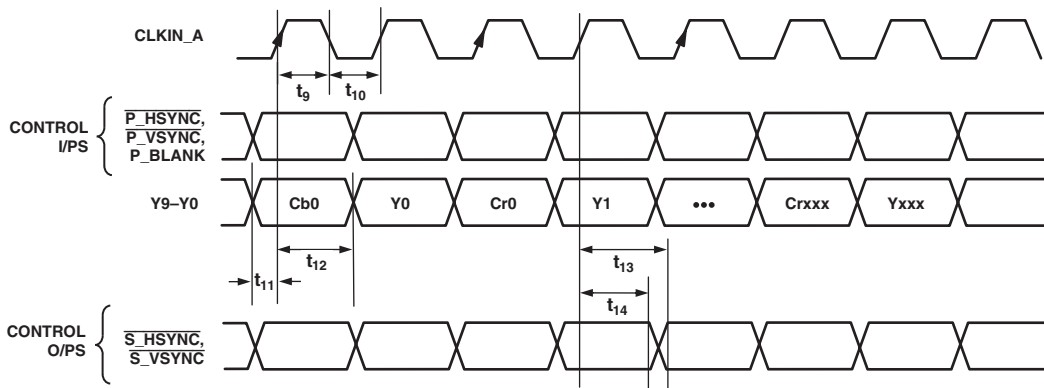 CLKIN_A
t9
t10
CONTROL
I/PS
P_HSYNC,
P_VSYNC,
P_BLANK
Y9–Y0
Cb0
Y0
Cr0
Y1
•••
Crxxx
Yxxx
t12
t13
t11
t14
CONTROL
O/PS
S_HSYNC,
S_VSYNC